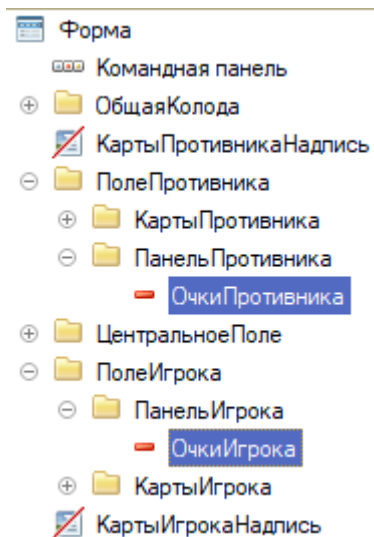 Форма
Командная панель
ОбщаяКолода
КартыПротивникаНадпись
ПолеПротивника
КартыПротивника
ПанельПротивника
ОчкиПротивника
ЦентральноеПоле
ПолеИгрока
ПанельИгрока
ОчкиИгрока
КартыИгрока
КартыИгрокаНадпись